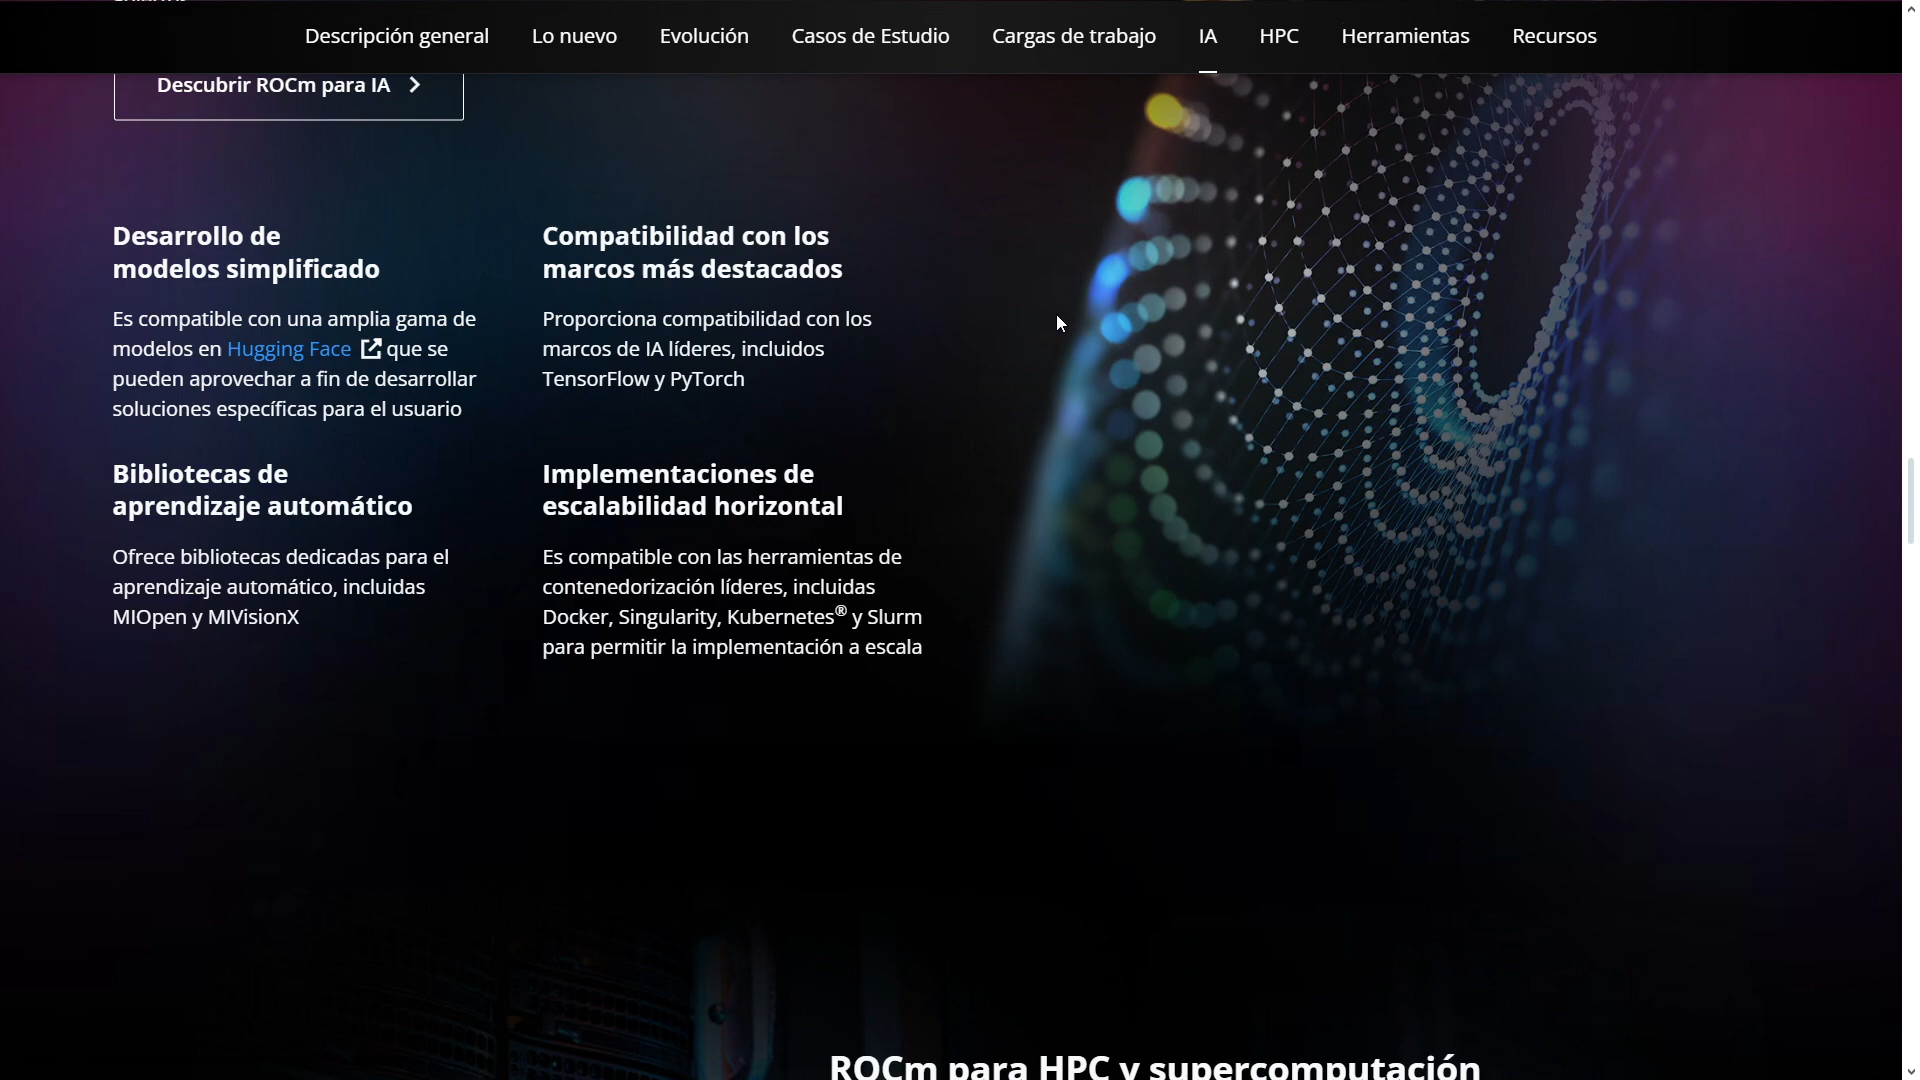 Descripción general
Lo nuevo
Evolución
Casos de Estudio
Cargas de trabajo
IA
HPC
Herramientas
Recursos
Descubrir ROCm para IA
Desarrollo de
modelos simplificado
Es compatible con una amplia gama de
modelos en Hugging Face que se
pueden aprovechar a fin de desarrollar
soluciones específicas para el usuario
Compatibilidad con los
marcos más destacados
Proporciona compatibilidad con los
marcos de IA líderes, incluidos
TensorFlow y PyTorch
Bibliotecas de
aprendizaje automático
Ofrece bibliotecas dedicadas para el
aprendizaje automático, incluidas
MIOpen y MIVisionX
Implementaciones de
escalabilidad horizontal
Es compatible con las herramientas de
contenedorización líderes, incluidas
Docker, Singularity, Kubernetes® y Slurm
para permitir la implementación a escala
ROCm para HPC y supercomputación